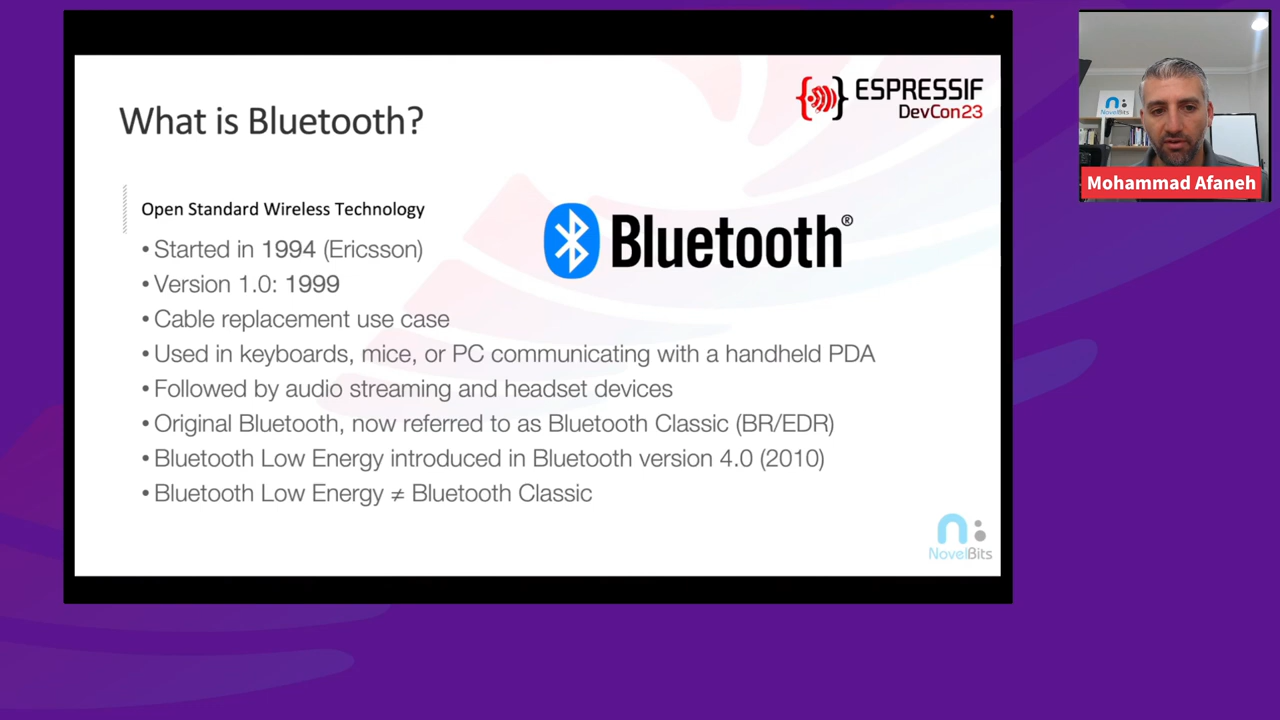 What is Bluetooth?
ESPRESSIF
DevCon23
Open Standard Wireless Technology
• Started in 1994 (Ericsson)
• Version 1.0: 1999
• Cable replacement use case
• Used in keyboards, mice, or PC communicating with a handheld PDA
• Followed by audio streaming and headset devices
• Original Bluetooth, now referred to as Bluetooth Classic (BR/EDR)
• Bluetooth Low Energy introduced in Bluetooth version 4.0 (2010)
• Bluetooth Low Energy ≠ Bluetooth Classic
Bluetooth®
NovelBits
NovelBits
Mohammad Afaneh